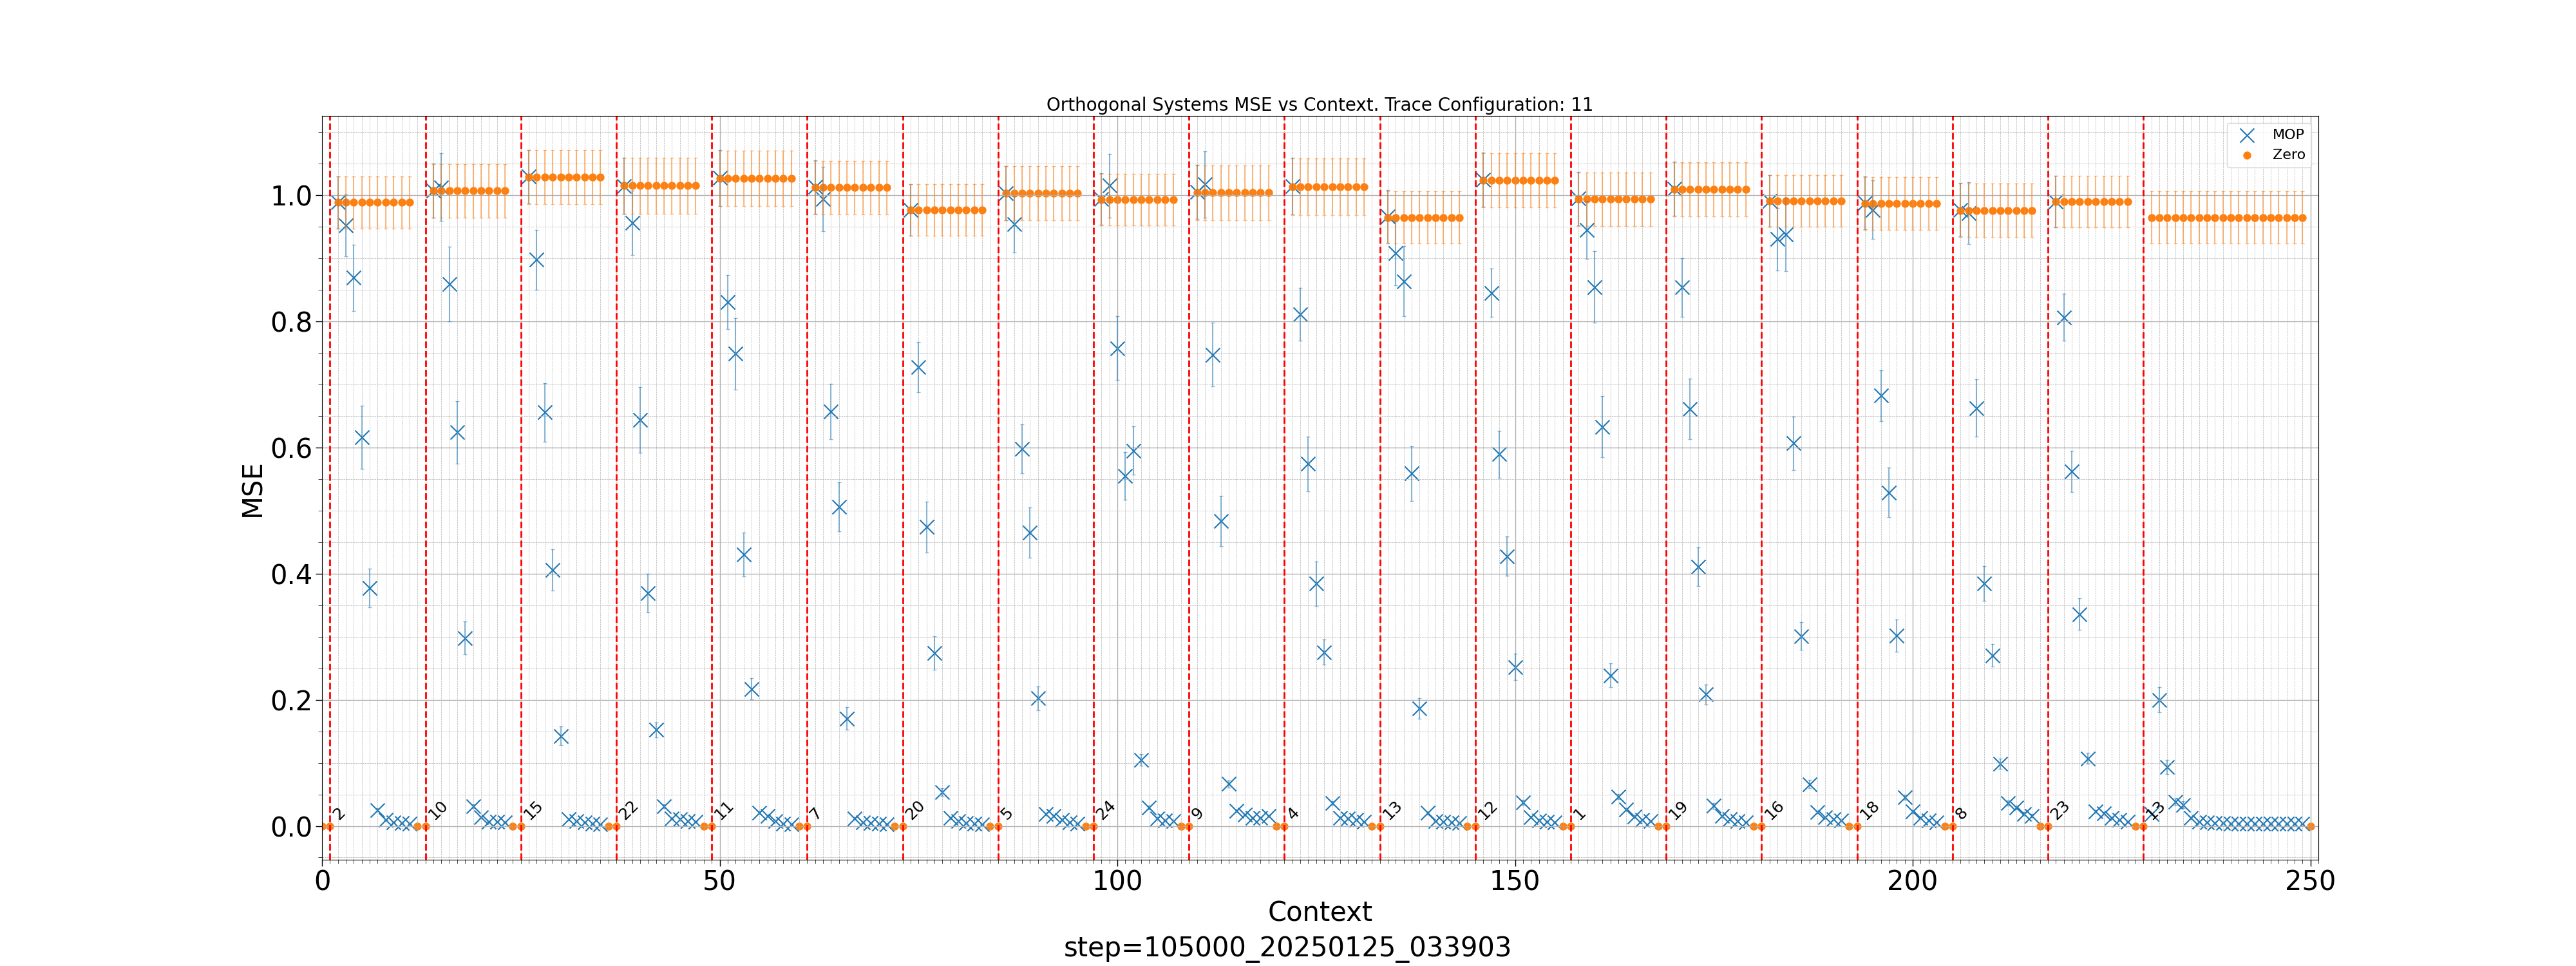 Orthogonal Systems MSE vs Context. Trace Configuration: 11
MOP
Zero
1.0
0.8
0.6
0.4
0.2
0.0
MSE
2 10 15 22 11 7 20 5 24 9 4 13 12 1 19 16 18 8 23 13
0 50 100 150 200 250
Context
step=105000_20250125_033903